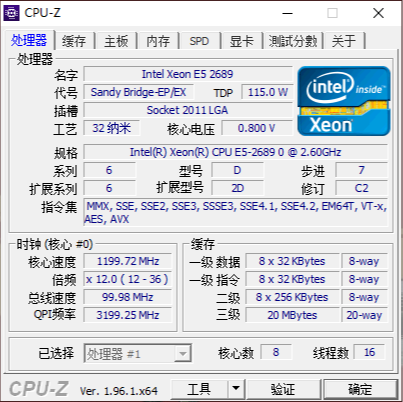 CPU-Z
处理器 缓存 主板 内存 SPD 显卡 測試分數 关于
处理器
名字 Intel Xeon E5 2689
代号 Sandy Bridge-EP/EX TDP 115.0 W
插槽 Socket 2011 LGA
工艺 32 纳米 核心电压 0.800 V
intel inside™
Xeon®
规格 Intel(R) Xeon(R) CPU E5-2689 0 @ 2.60GHz
系列 6 型号 D 步进 7
扩展系列 6 扩展型号 2D 修订 C2
指令集 MMX, SSE, SSE2, SSE3, SSSE3, SSE4.1, SSE4.2, EM64T, VT-x,
AES, AVX
时钟 (核心 #0)
核心速度 1199.72 MHz
倍频 x 12.0 ( 12 - 36 )
总线速度 99.98 MHz
QPI频率 3199.25 MHz
缓存
一级 数据 8 x 32 KBytes 8-way
一级 指令 8 x 32 KBytes 8-way
二级 8 x 256 KBytes 8-way
三级 20 MBytes 20-way
已选择 处理器 #1 核心数 8 线程数 16
CPU-Z Ver. 1.96.1.x64 工具 验证 确定